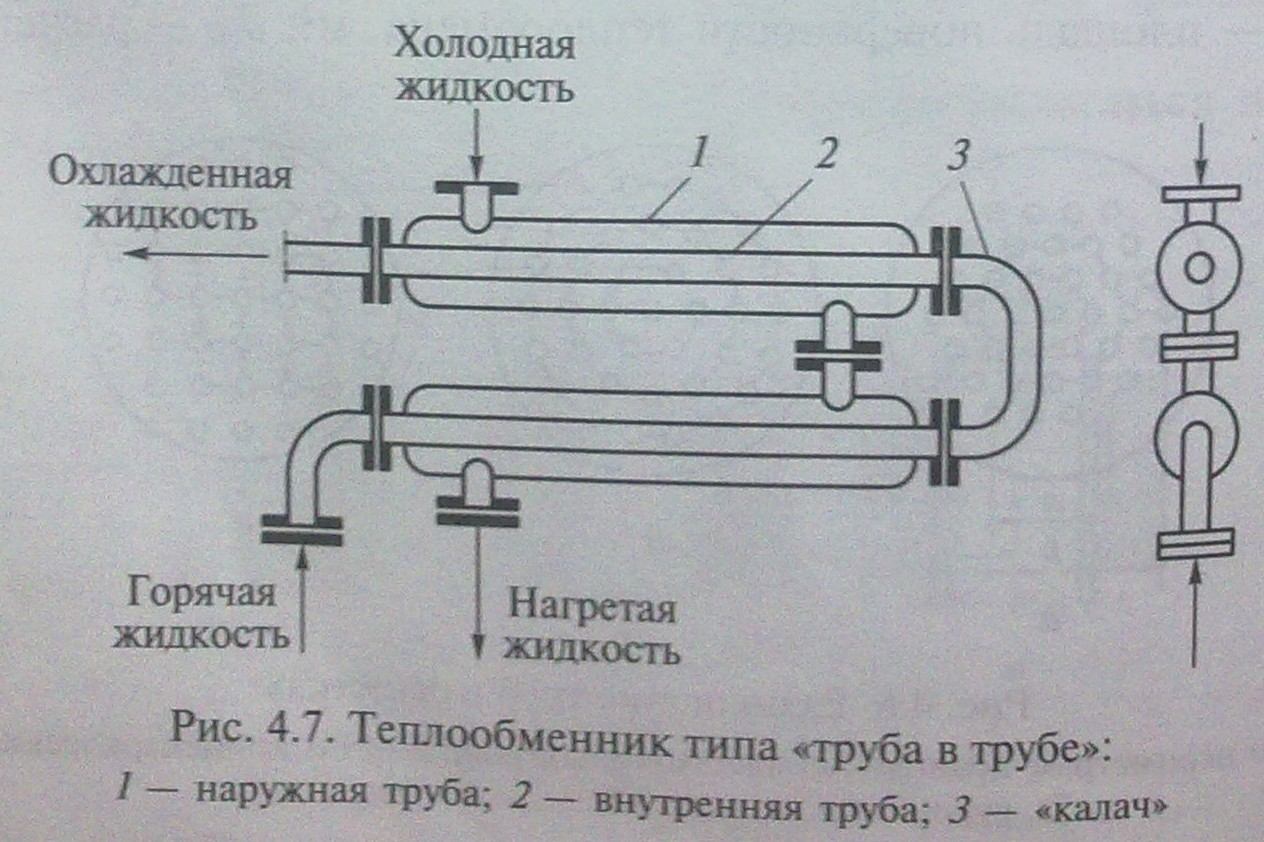 Холодная
жидкость
Охлажденная
жидкость
1
2
3
Горячая
жидкость
Нагретая
жидкость
Рис. 4.7. Теплообменник типа «труба в трубе»:
1 — наружная труба; 2 — внутренняя труба; 3 — «калач»